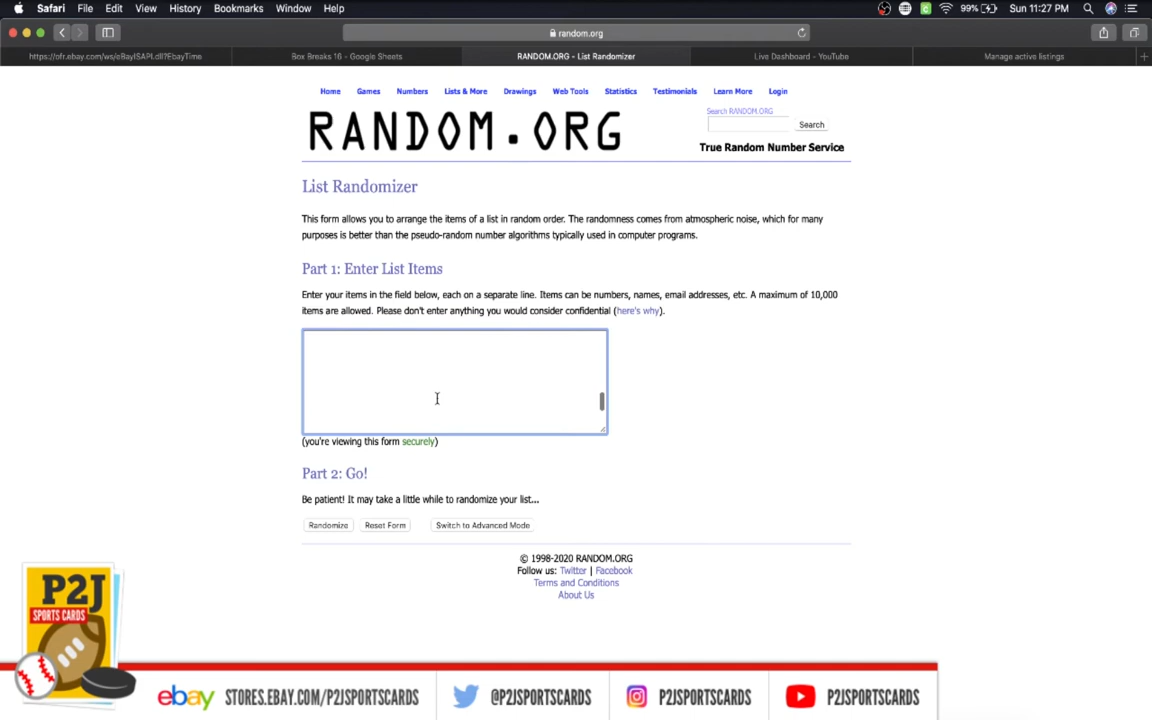 Safari File Edit View History Bookmarks Window Help 99% Sun 11:27 PM
random.org
https://ofr.ebay.com/ws/eBayISAPI.dll?EbayTime Box Breaks 16 - Google Sheets RANDOM.ORG - List Randomizer Live Dashboard - YouTube Manage active listings
Home Games Numbers Lists & More Drawings Web Tools Statistics Testimonials Learn More Login
RANDOM.ORG
Search RANDOM.ORG
Search
True Random Number Service
List Randomizer
This form allows you to arrange the items of a list in random order. The randomness comes from atmospheric noise, which for many
purposes is better than the pseudo-random number algorithms typically used in computer programs.
Part 1: Enter List Items
Enter your items in the field below, each on a separate line. Items can be numbers, names, email addresses, etc. A maximum of 10,000
items are allowed. Please don't enter anything you would consider confidential (here's why).
(you're viewing this form securely)
Part 2: Go!
Be patient! It may take a little while to randomize your list...
Randomize Reset Form Switch to Advanced Mode
© 1998-2020 RANDOM.ORG
Follow us: Twitter | Facebook
Terms and Conditions
About Us
P2J
SPORTS CARDS
ebay STORES.EBAY.COM/P2JSPORTSCARDS @P2JSPORTSCARDS P2JSPORTSCARDS P2JSPORTSCARDS